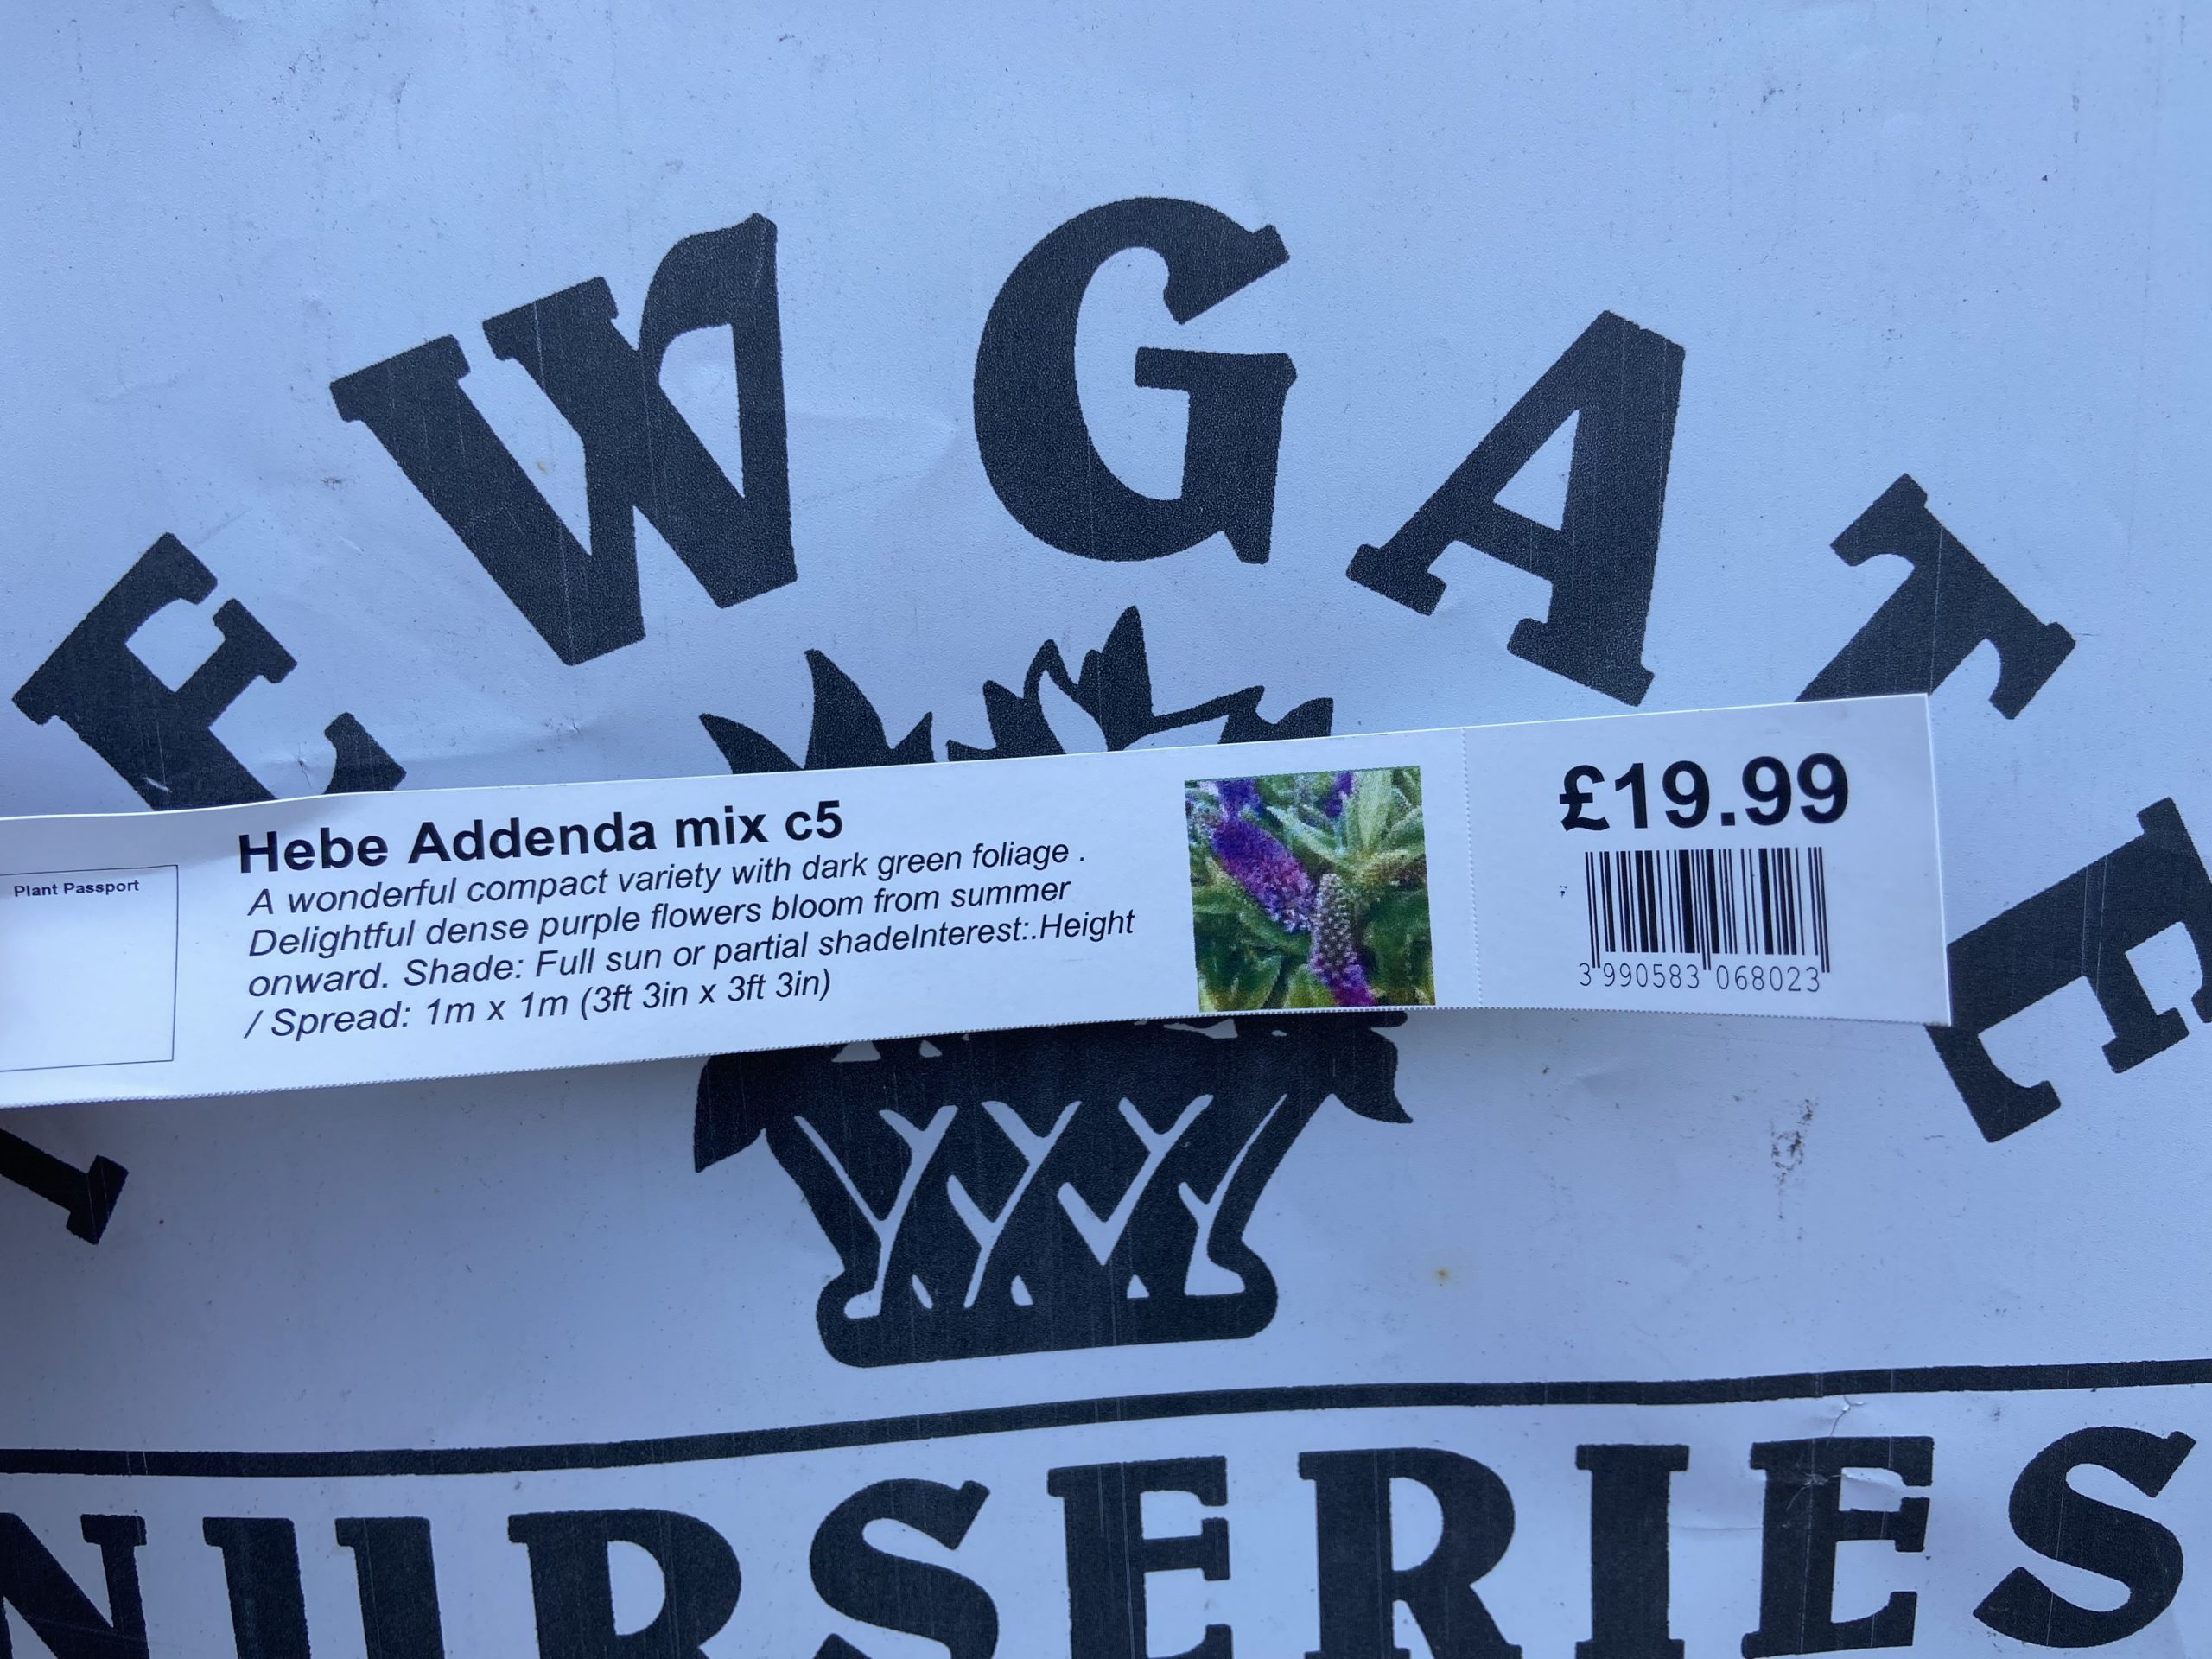 EWGATE
Hebe Addenda mix c5
Plant Passport
A wonderful compact variety with dark green foliage .
Delightful dense purple flowers bloom from summer
onward. Shade: Full sun or partial shadeInterest:.Height
/ Spread: 1m x 1m (3ft 3in x 3ft 3in)
£19.99
3 990583 068023
NURSERIES